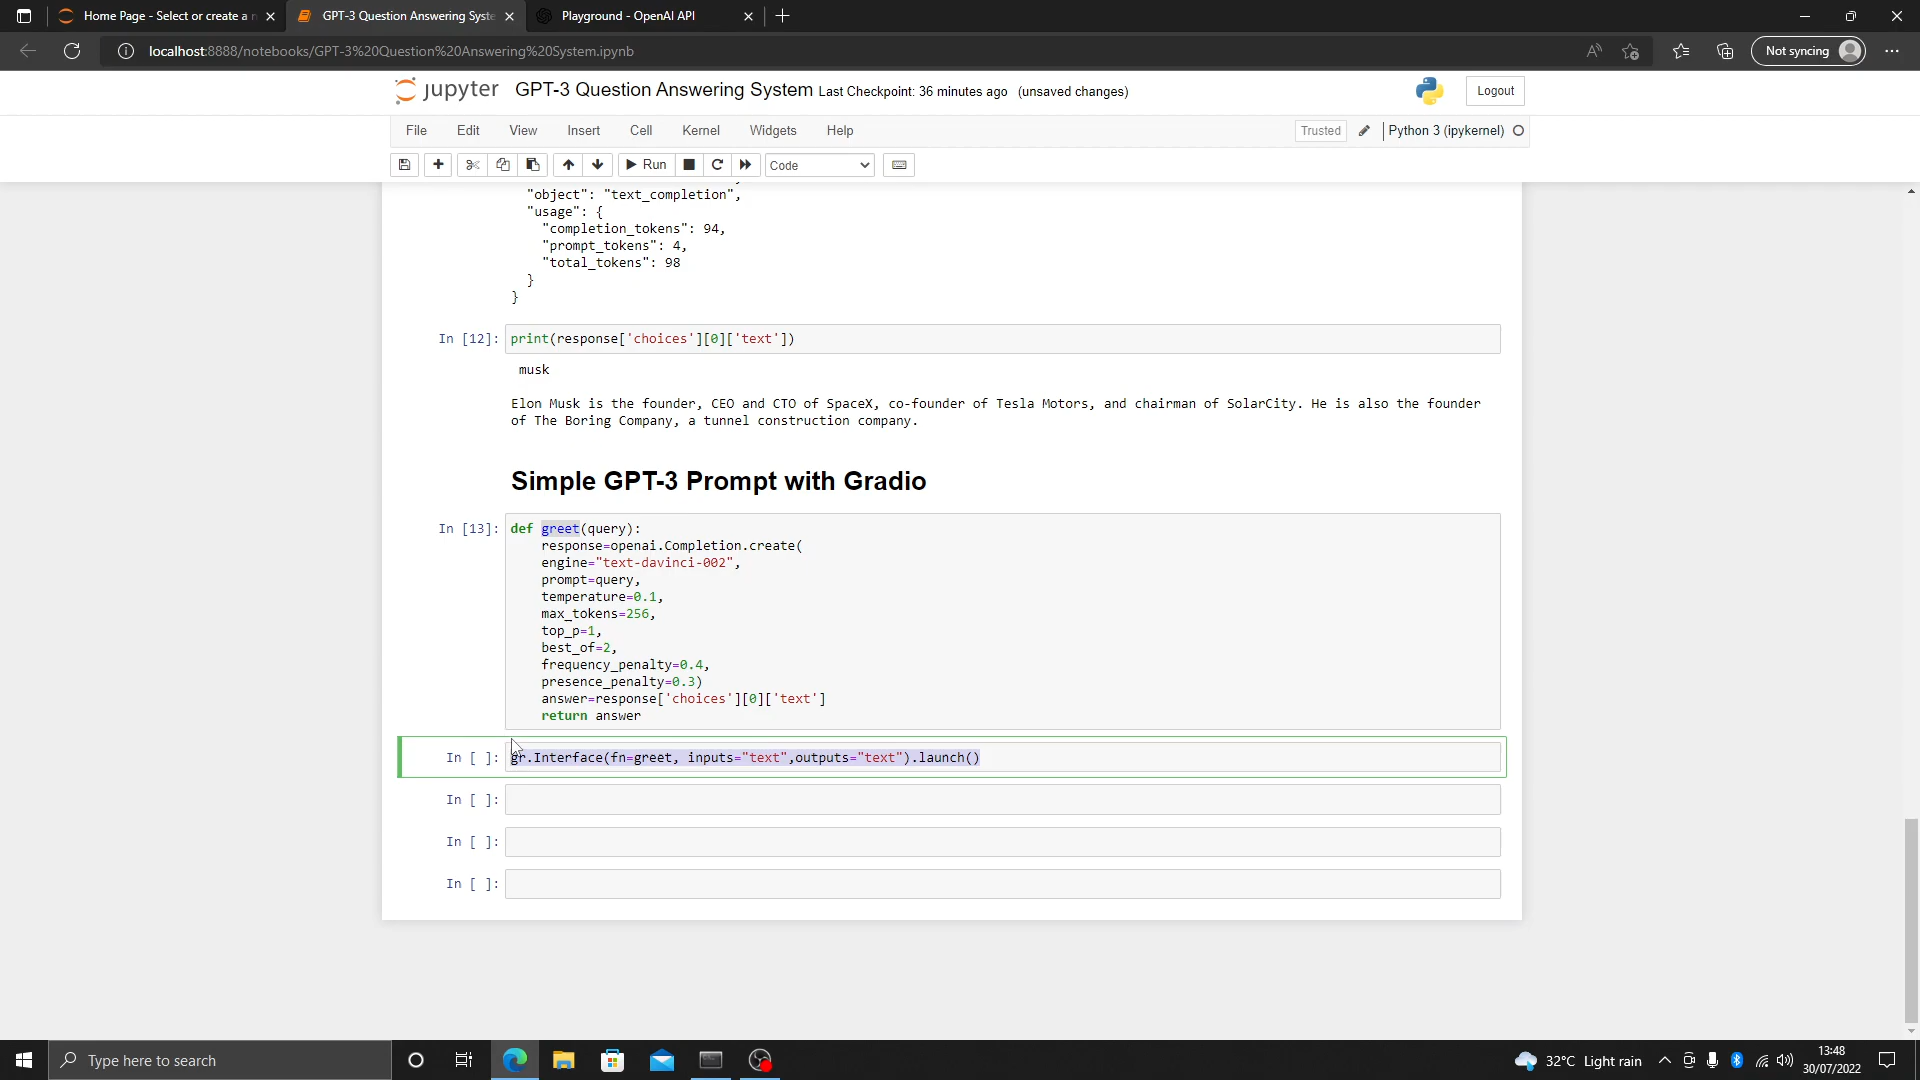 Home Page - Select or create a n
GPT-3 Question Answering Syste
Playground - OpenAI API
localhost:8888/notebooks/GPT-3%20Question%20Answering%20System.ipynb
Not syncing
jupyter GPT-3 Question Answering System Last Checkpoint: 36 minutes ago (unsaved changes)
Logout
File Edit View Insert Cell Kernel Widgets Help
Trusted Python 3 (ipykernel)
Run Code
"object": "text_completion",
"usage": {
"completion_tokens": 94,
"prompt_tokens": 4,
"total_tokens": 98
}
}
In [12]: print(response['choices'][0]['text'])
musk
Elon Musk is the founder, CEO and CTO of SpaceX, co-founder of Tesla Motors, and chairman of SolarCity. He is also the founder
of The Boring Company, a tunnel construction company.
Simple GPT-3 Prompt with Gradio
In [13]: def greet(query):
response=openai.Completion.create(
engine="text-davinci-002",
prompt=query,
temperature=0.1,
max_tokens=256,
top_p=1,
best_of=2,
frequency_penalty=0.4,
presence_penalty=0.3)
answer=response['choices'][0]['text']
return answer
In [ ]: gr.Interface(fn=greet, inputs="text",outputs="text").launch()
In [ ]:
In [ ]:
In [ ]:
Type here to search
32°C Light rain
13:48
30/07/2022